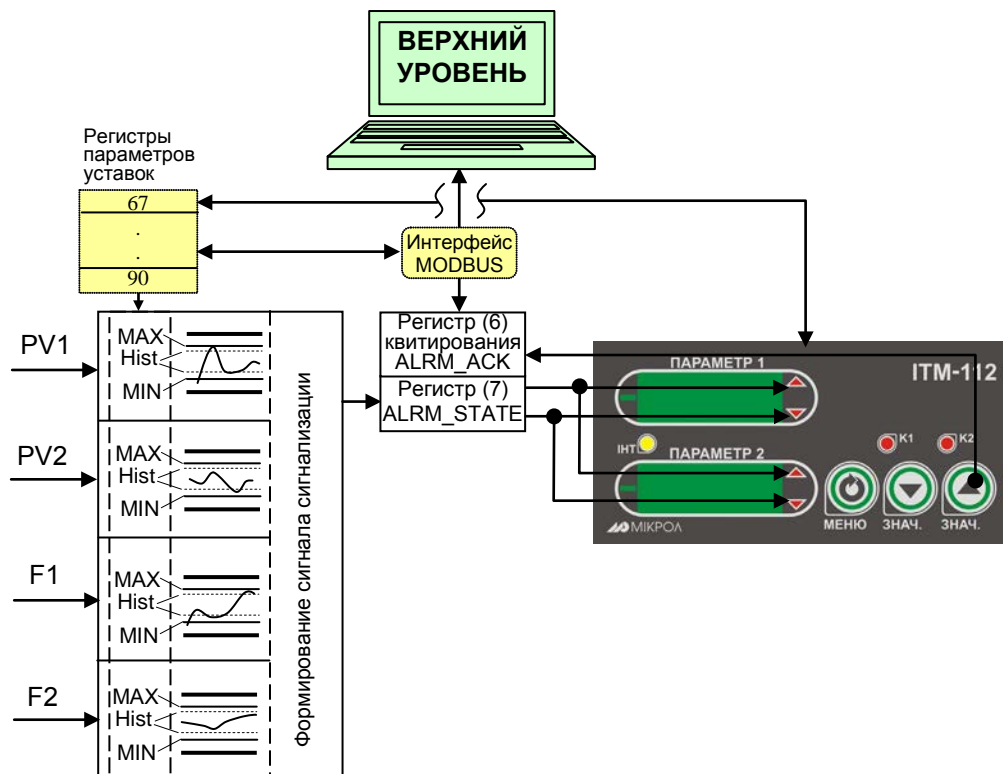 ВЕРХНИЙ
УРОВЕНЬ
Регистры
параметров
уставок
67
.
.
90
Интерфейс
MODBUS
Регистр (6)
квитирования
ALRM_ACK
Регистр (7)
ALRM_STATE
PV1
MAX
Hist
MIN
PV2
MAX
Hist
MIN
F1
MAX
Hist
MIN
F2
MAX
Hist
MIN
Формирование сигнала сигнализации
ПАРАМЕТР 1
ITM-112
ІНТ
ПАРАМЕТР 2
K1
K2
МІКРОЛ
МЕНЮ
ЗНАЧ.
ЗНАЧ.